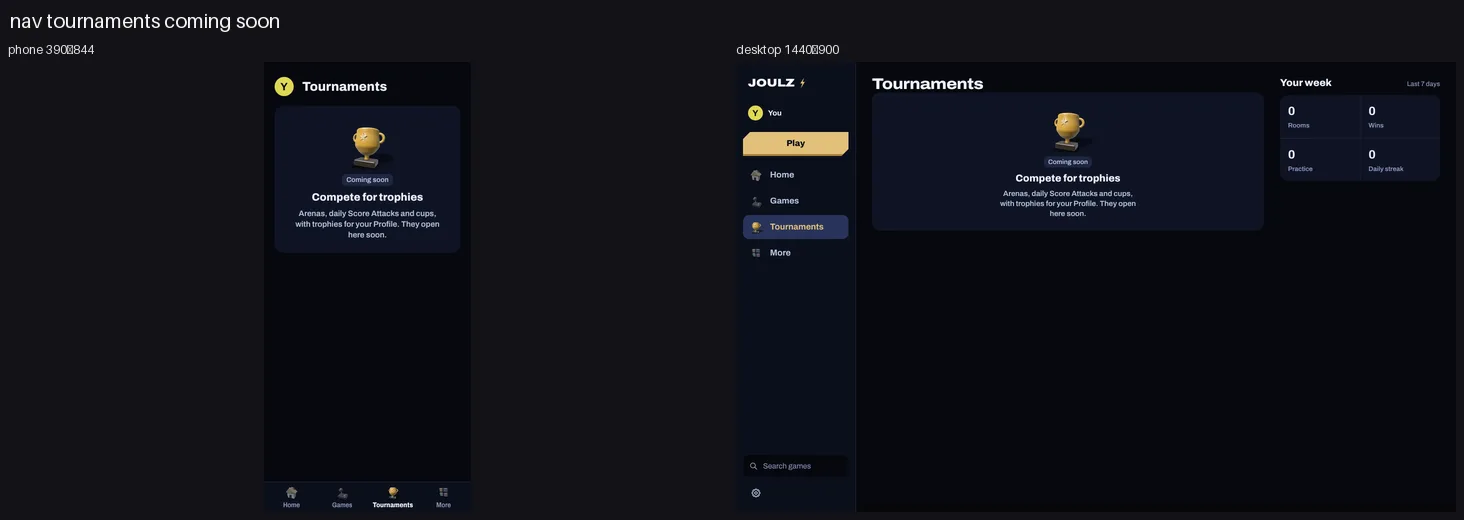 nav tournaments coming soon
phone 390▯844
desktop 1440▯900
Y
Tournaments
Coming soon
Compete for trophies
Arenas, daily Score Attacks and cups,
with trophies for your Profile. They open
here soon.
Home
Games
Tournaments
More
JOULZ
Y
You
Play
Home
Games
Tournaments
More
Search games
Tournaments
Coming soon
Compete for trophies
Arenas, daily Score Attacks and cups,
with trophies for your Profile. They open
here soon.
Your week
Last 7 days
0
Rooms
0
Wins
0
Practice
0
Daily streak